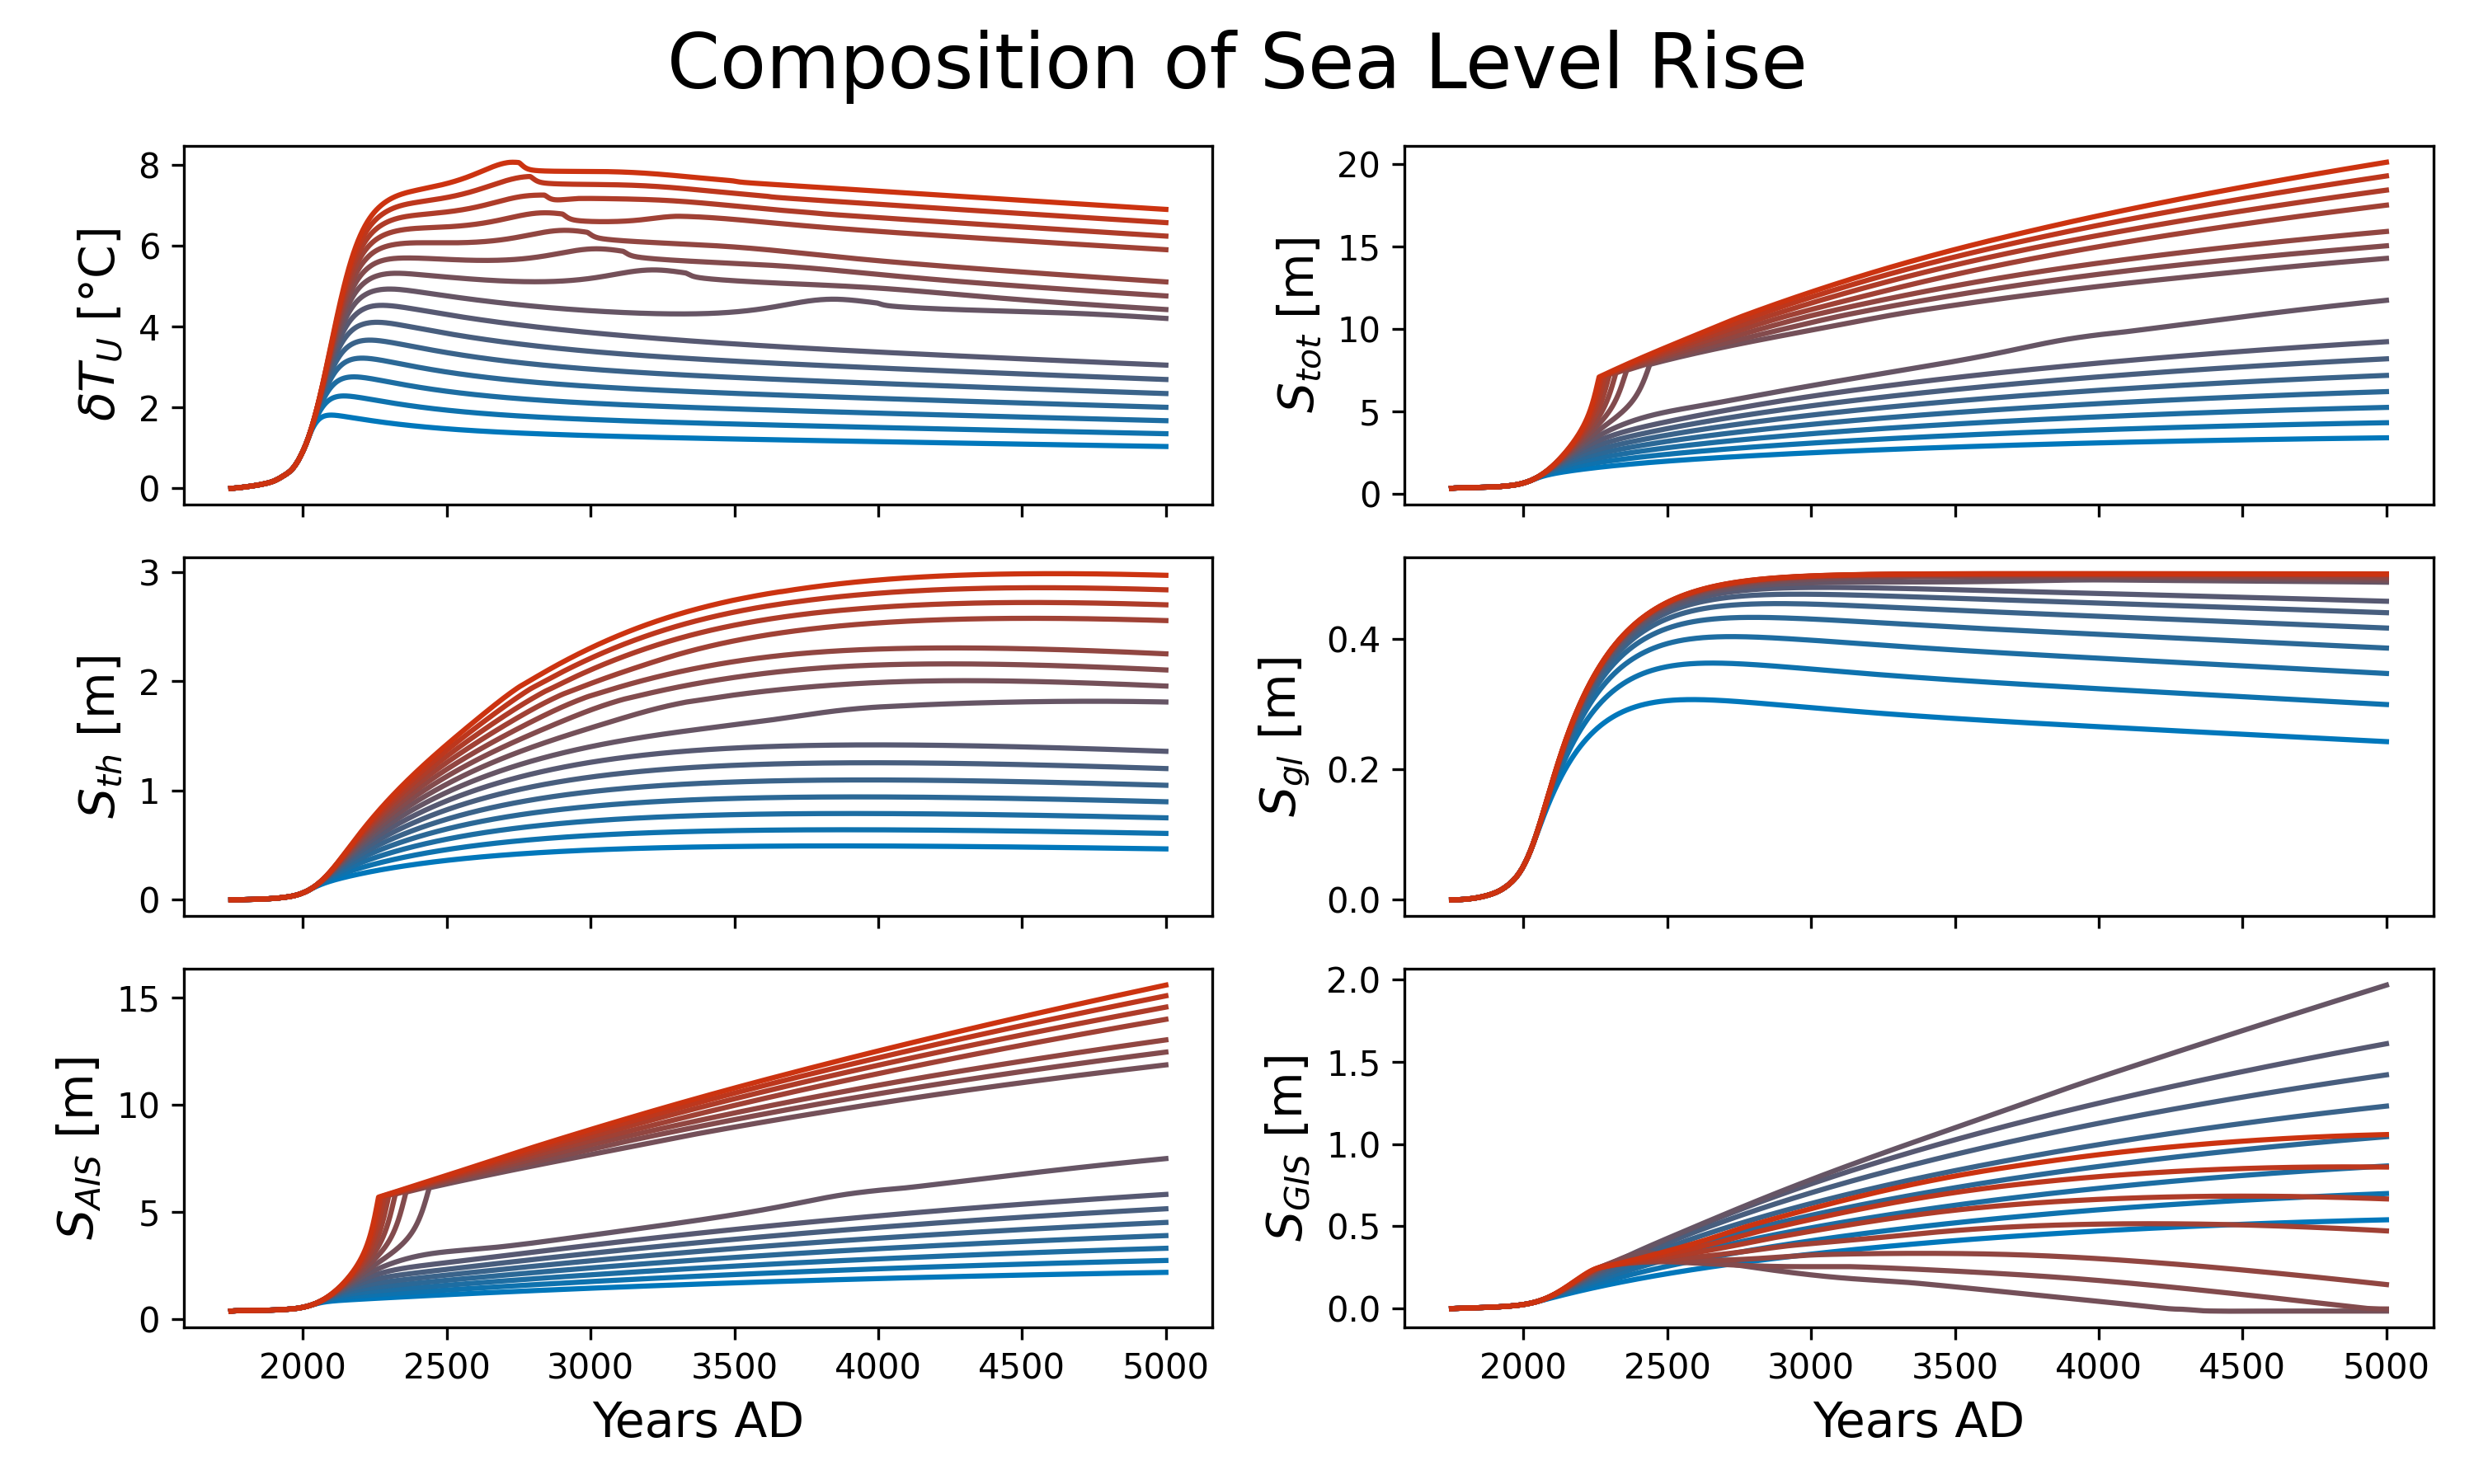 Composition of Sea Level Rise
δT_U [°C]
8
6
4
2
0
S_tot [m]
20
15
10
5
0
S_th [m]
3
2
1
0
S_gl [m]
0.4
0.2
0.0
S_AIS [m]
15
10
5
0
2000 2500 3000 3500 4000 4500 5000
Years AD
S_GIS [m]
2.0
1.5
1.0
0.5
0.0
2000 2500 3000 3500 4000 4500 5000
Years AD